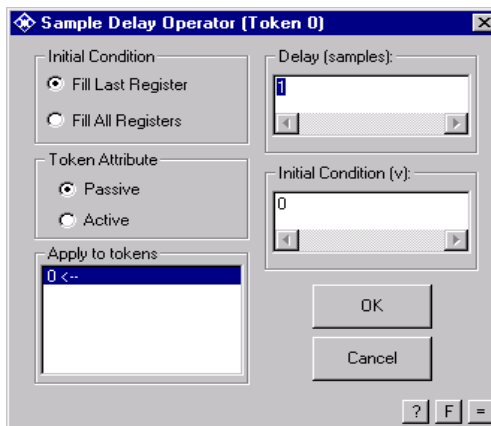 Sample Delay Operator (Token 0)
Initial Condition
Fill Last Register
Fill All Registers
Token Attribute
Passive
Active
Apply to tokens
0 <--
Delay (samples):
1
Initial Condition (v):
0
OK
Cancel
? F =